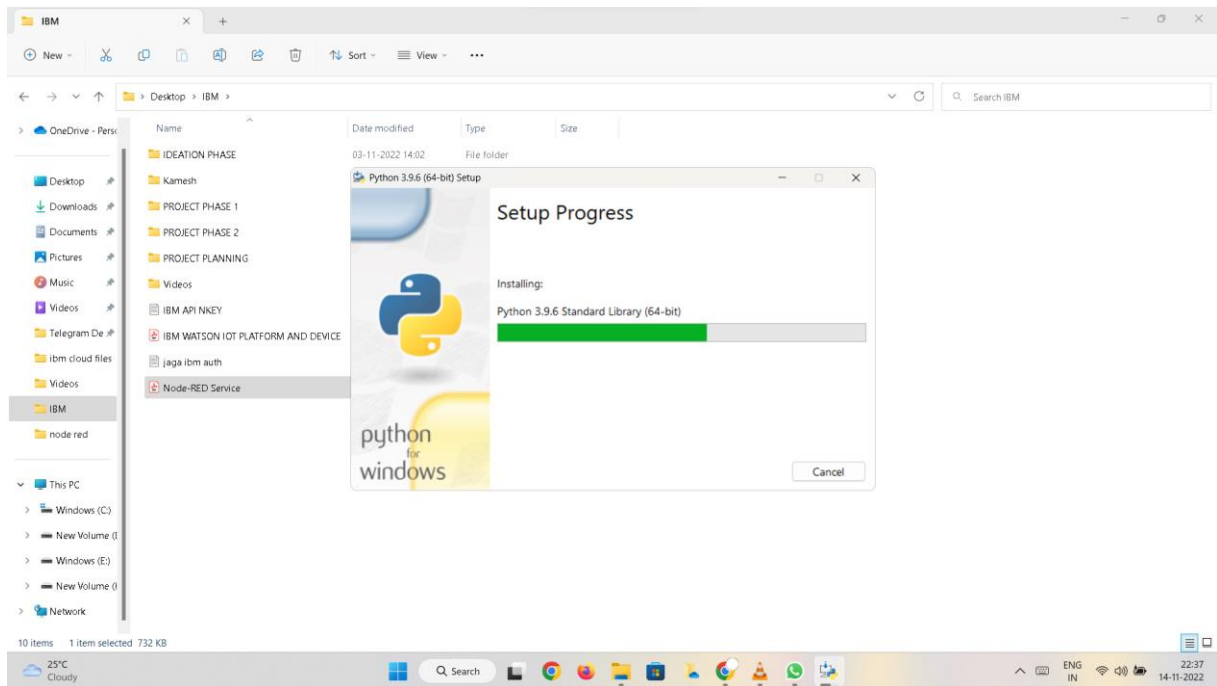 IBM
New
Sort
View
Desktop > IBM >
Search IBM
OneDrive - Perso
Desktop
Downloads
Documents
Pictures
Music
Videos
Telegram De
ibm cloud files
Videos
IBM
node red
This PC
Windows (C:)
New Volume (
Windows (E:)
New Volume (
Network
Name Date modified Type Size
IDEATION PHASE 03-11-2022 14:02 File folder
Kamesh
PROJECT PHASE 1
PROJECT PHASE 2
PROJECT PLANNING
Videos
IBM API NKEY
IBM WATSON IOT PLATFORM AND DEVICE
jaga ibm auth
Node-RED Service
Python 3.9.6 (64-bit) Setup
Setup Progress
Installing:
Python 3.9.6 Standard Library (64-bit)
python
for
windows
Cancel
10 items 1 item selected 732 KB
25°C
Cloudy
Search
ENG
IN
22:37
14-11-2022